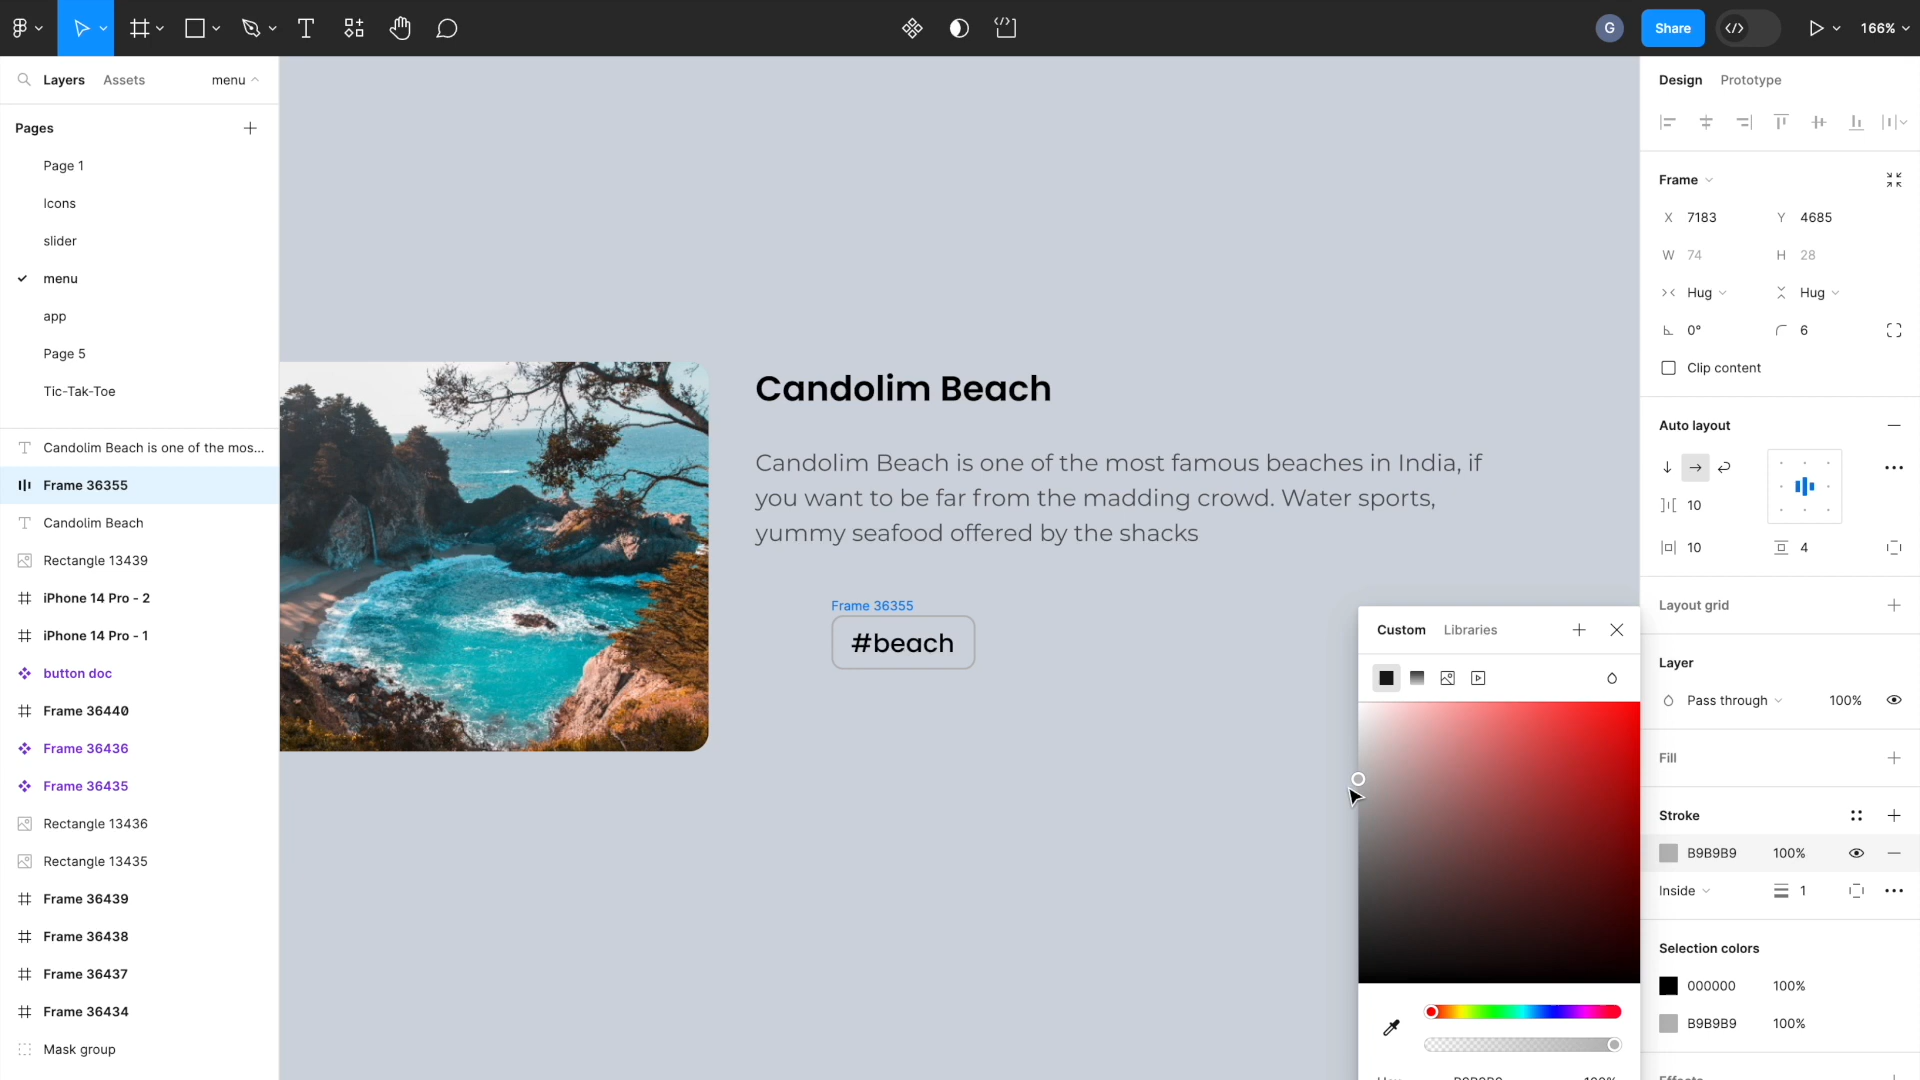 G
Share
166%
Layers
Assets
menu
Pages
Page 1
Icons
slider
menu
app
Page 5
Tic-Tak-Toe
Candolim Beach is one of the mos...
Frame 36355
Candolim Beach
Rectangle 13439
iPhone 14 Pro - 2
iPhone 14 Pro - 1
button doc
Frame 36440
Frame 36436
Frame 36435
Rectangle 13436
Rectangle 13435
Frame 36439
Frame 36438
Frame 36437
Frame 36434
Mask group
Candolim Beach
Candolim Beach is one of the most famous beaches in India, if
you want to be far from the madding crowd. Water sports,
yummy seafood offered by the shacks
Frame 36355
#beach
Custom
Libraries
Design
Prototype
Frame
X 7183 Y 4685
W 74 H 28
Hug Hug
0° 6
Clip content
Auto layout
10
10 4
Layout grid
Layer
Pass through 100%
Fill
Stroke
B9B9B9 100%
Inside 1
Selection colors
000000 100%
B9B9B9 100%